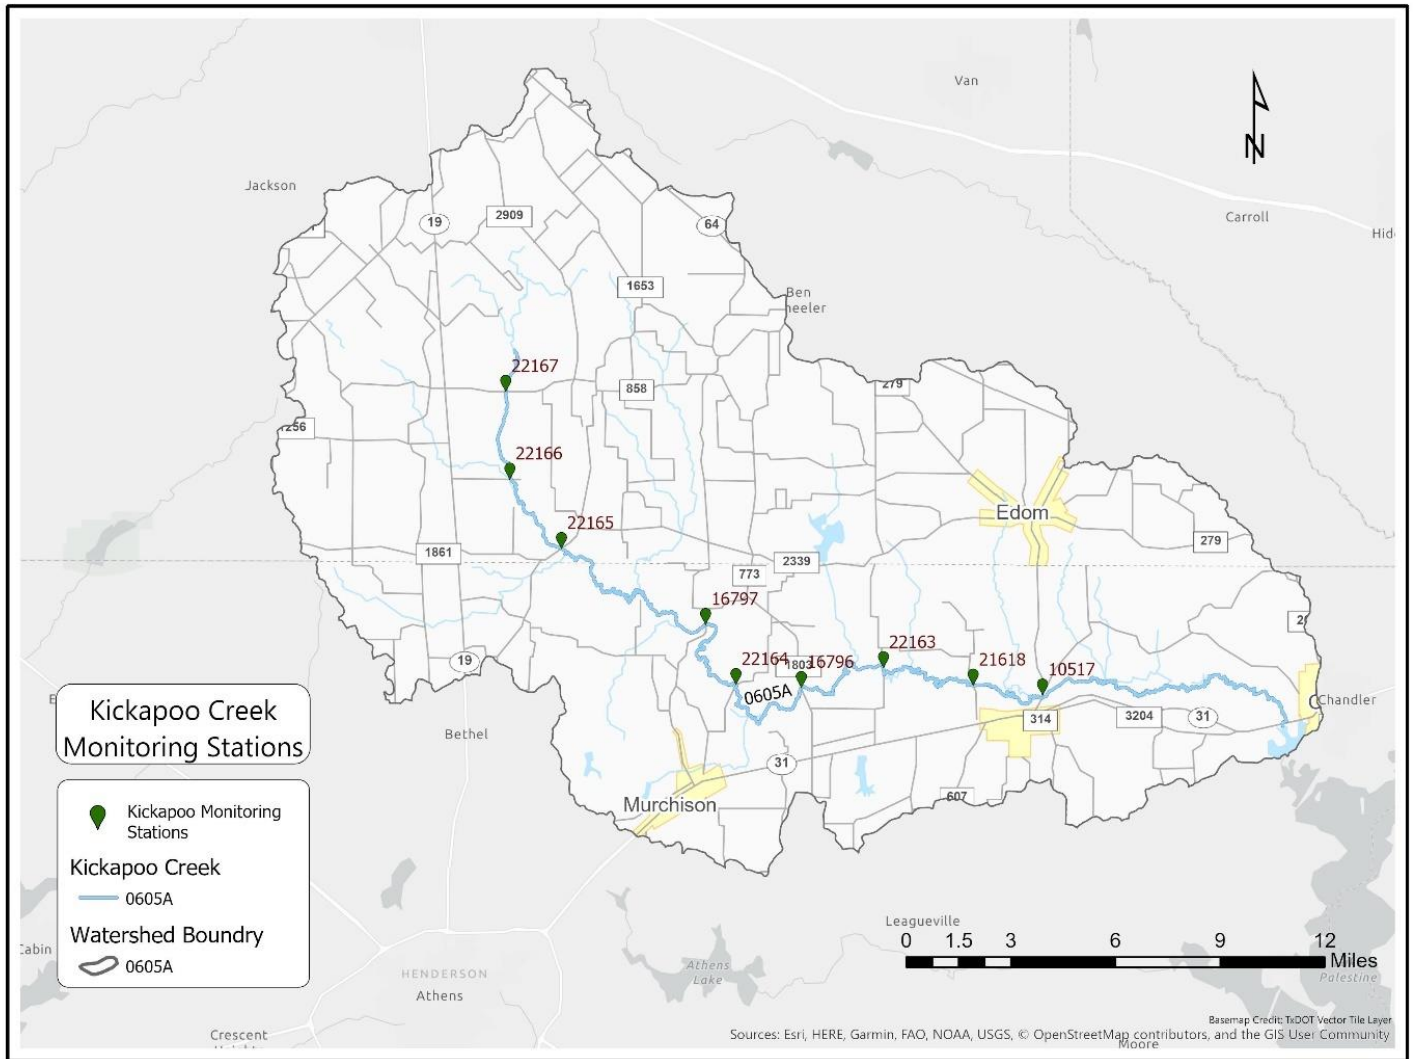 Van
N
Jackson
Carroll
Hid
19
2909
64
1653
Ben
heeler
22167
858
279
256
22166
Edom
22165
279
1861
2339
773
16797
2
22163
22164
1803
16796
21618
10517
19
0605A
Chandler
Kickapoo Creek
Monitoring Stations
Bethel
314
3204
31
31
607
Murchison
Kickapoo Monitoring
Stations
Kickapoo Creek
0605A
Watershed Boundry
0605A
Leagueville
0 1.5 3 6 9 12
Miles
Cabin
HENDERSON
Athens
Athens
Lake
Palestine
Crescent
Basemap Credit: TxDOT Vector Tile Layer
Sources: Esri, HERE, Garmin, FAO, NOAA, USGS, © OpenStreetMap contributors, and the GIS User Community
Moore